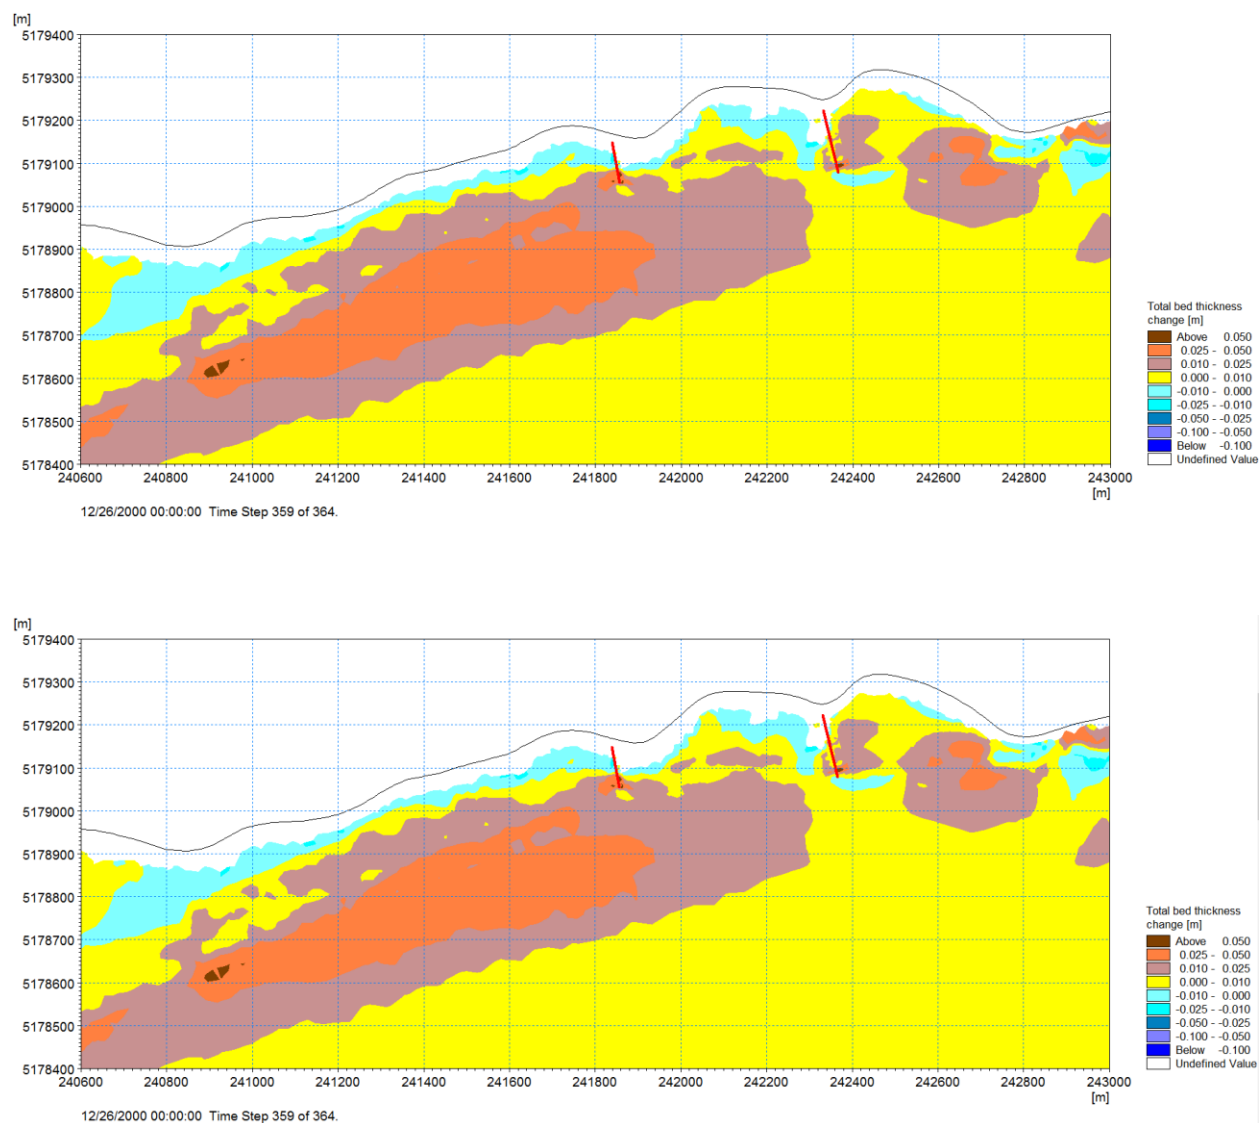 [m]
5179400
5179300
5179200
5179100
5179000
5178900
5178800
5178700
5178600
5178500
5178400
240600 240800 241000 241200 241400 241600 241800 242000 242200 242400 242600 242800 243000
[m]
12/26/2000 00:00:00 Time Step 359 of 364.
Total bed thickness
change [m]
Above 0.050
0.025 - 0.050
0.010 - 0.025
0.000 - 0.010
-0.010 - 0.000
-0.025 - -0.010
-0.050 - -0.025
-0.100 - -0.050
Below -0.100
Undefined Value
[m]
5179400
5179300
5179200
5179100
5179000
5178900
5178800
5178700
5178600
5178500
5178400
240600 240800 241000 241200 241400 241600 241800 242000 242200 242400 242600 242800 243000
[m]
12/26/2000 00:00:00 Time Step 359 of 364.
Total bed thickness
change [m]
Above 0.050
0.025 - 0.050
0.010 - 0.025
0.000 - 0.010
-0.010 - 0.000
-0.025 - -0.010
-0.050 - -0.025
-0.100 - -0.050
Below -0.100
Undefined Value